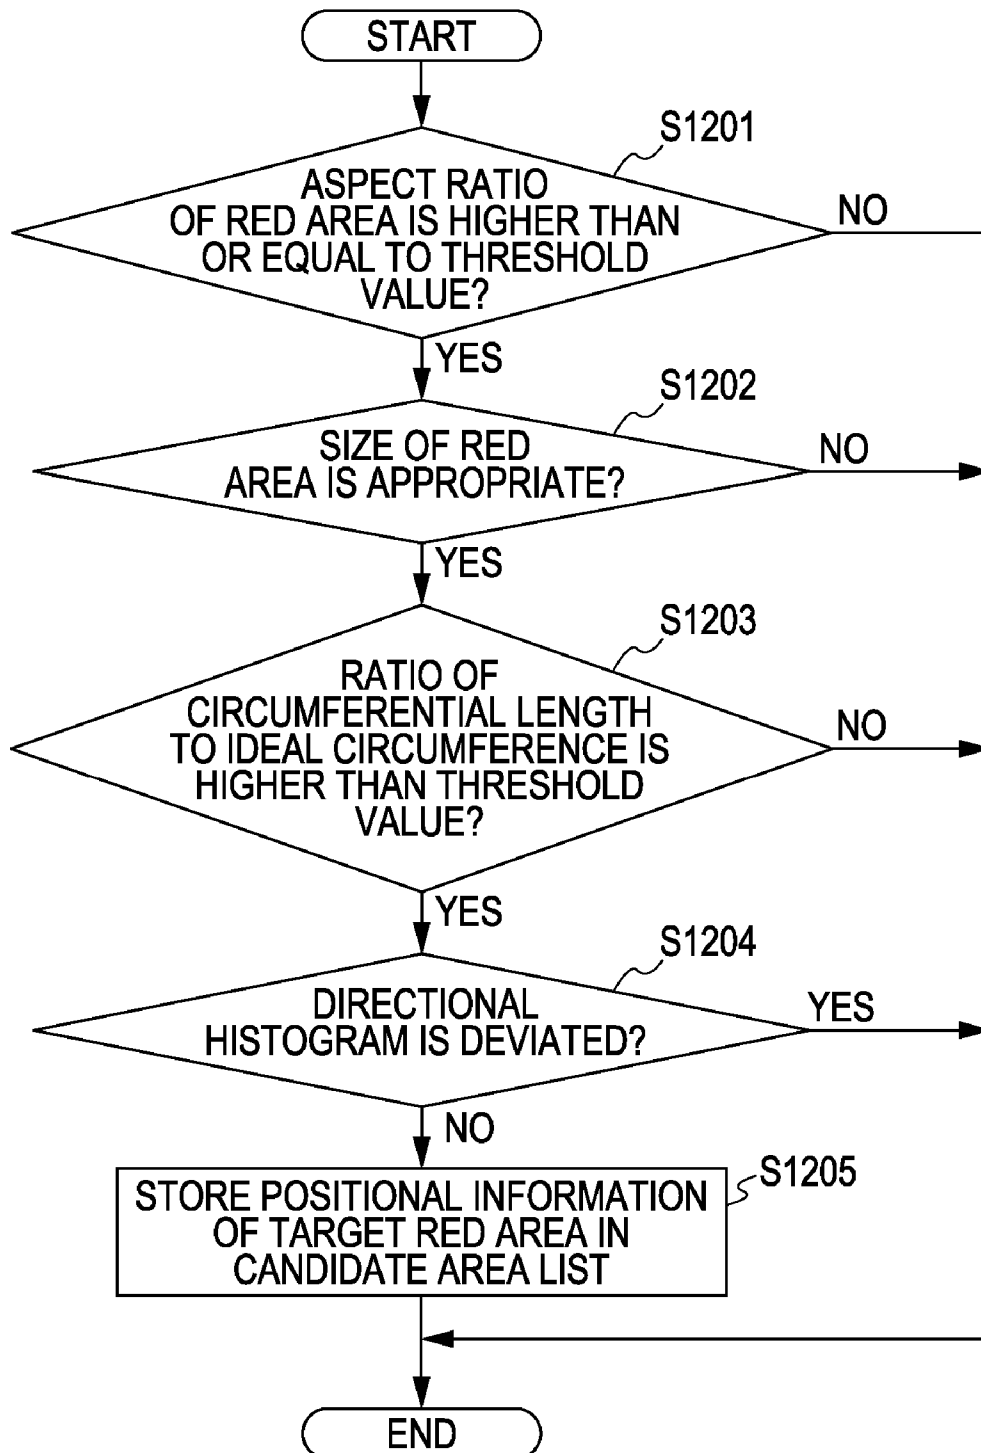 START
S1201
ASPECT RATIO
OF RED AREA IS HIGHER THAN
OR EQUAL TO THRESHOLD
VALUE?
NO
YES
S1202
SIZE OF RED
AREA IS APPROPRIATE?
NO
YES
S1203
RATIO OF
CIRCUMFERENTIAL LENGTH
TO IDEAL CIRCUMFERENCE IS
HIGHER THAN THRESHOLD
VALUE?
NO
YES
S1204
DIRECTIONAL
HISTOGRAM IS DEVIATED?
YES
NO
S1205
STORE POSITIONAL INFORMATION
OF TARGET RED AREA IN
CANDIDATE AREA LIST
END